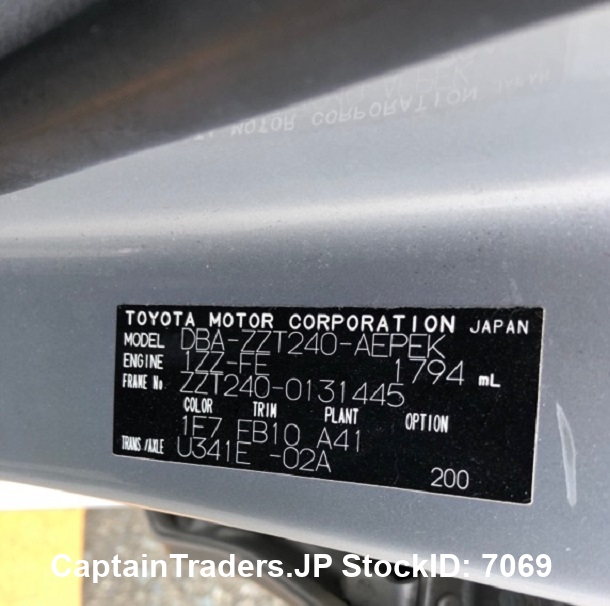 TOYOTA MOTOR CORPORATION JAPAN
MODEL DBA-ZZT240-AEPEK
ENGINE 1ZZ-FE 1794 mL
FRAME No ZZT240-0131445
COLOR TRIM PLANT OPTION
1F7 FB10 A41
TRANS/AXLE U341E -02A
200
CaptainTraders.JP StockID: 7069